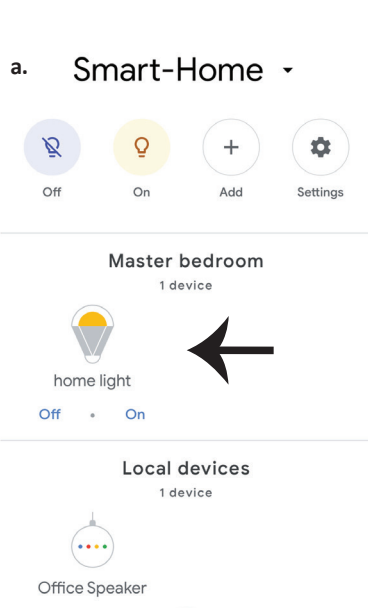 a.
Smart-Home
Off On Add Settings
Master bedroom
1 device
home light
Off • On
Local devices
1 device
Office Speaker